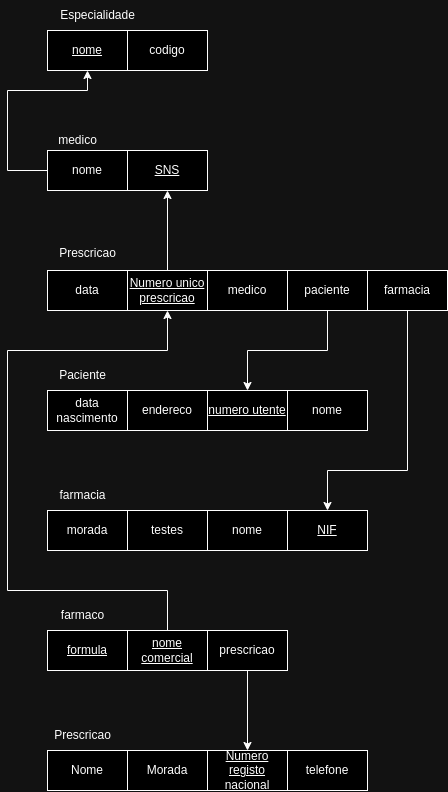 Especialidade
nome codigo
medico
nome SNS
Prescricao
data Numero unico prescricao medico paciente farmacia
Paciente
data nascimento endereco numero utente nome
farmacia
morada testes nome NIF
farmaco
formula nome comercial prescricao
Prescricao
Nome Morada Numero registo nacional telefone